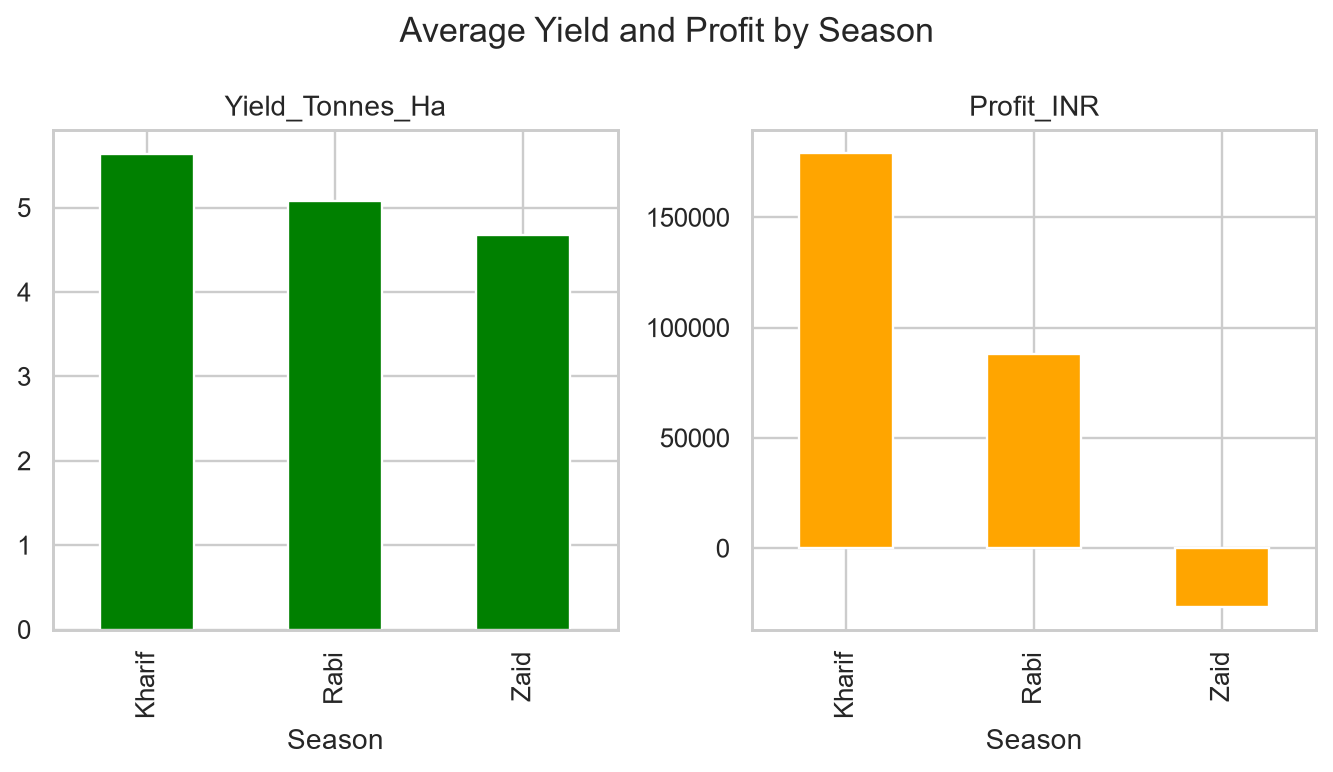 Average Yield and Profit by Season
Yield_Tonnes_Ha
5
4
3
2
1
0
Kharif
Rabi
Zaid
Season
Profit_INR
150000
100000
50000
0
Kharif
Rabi
Zaid
Season